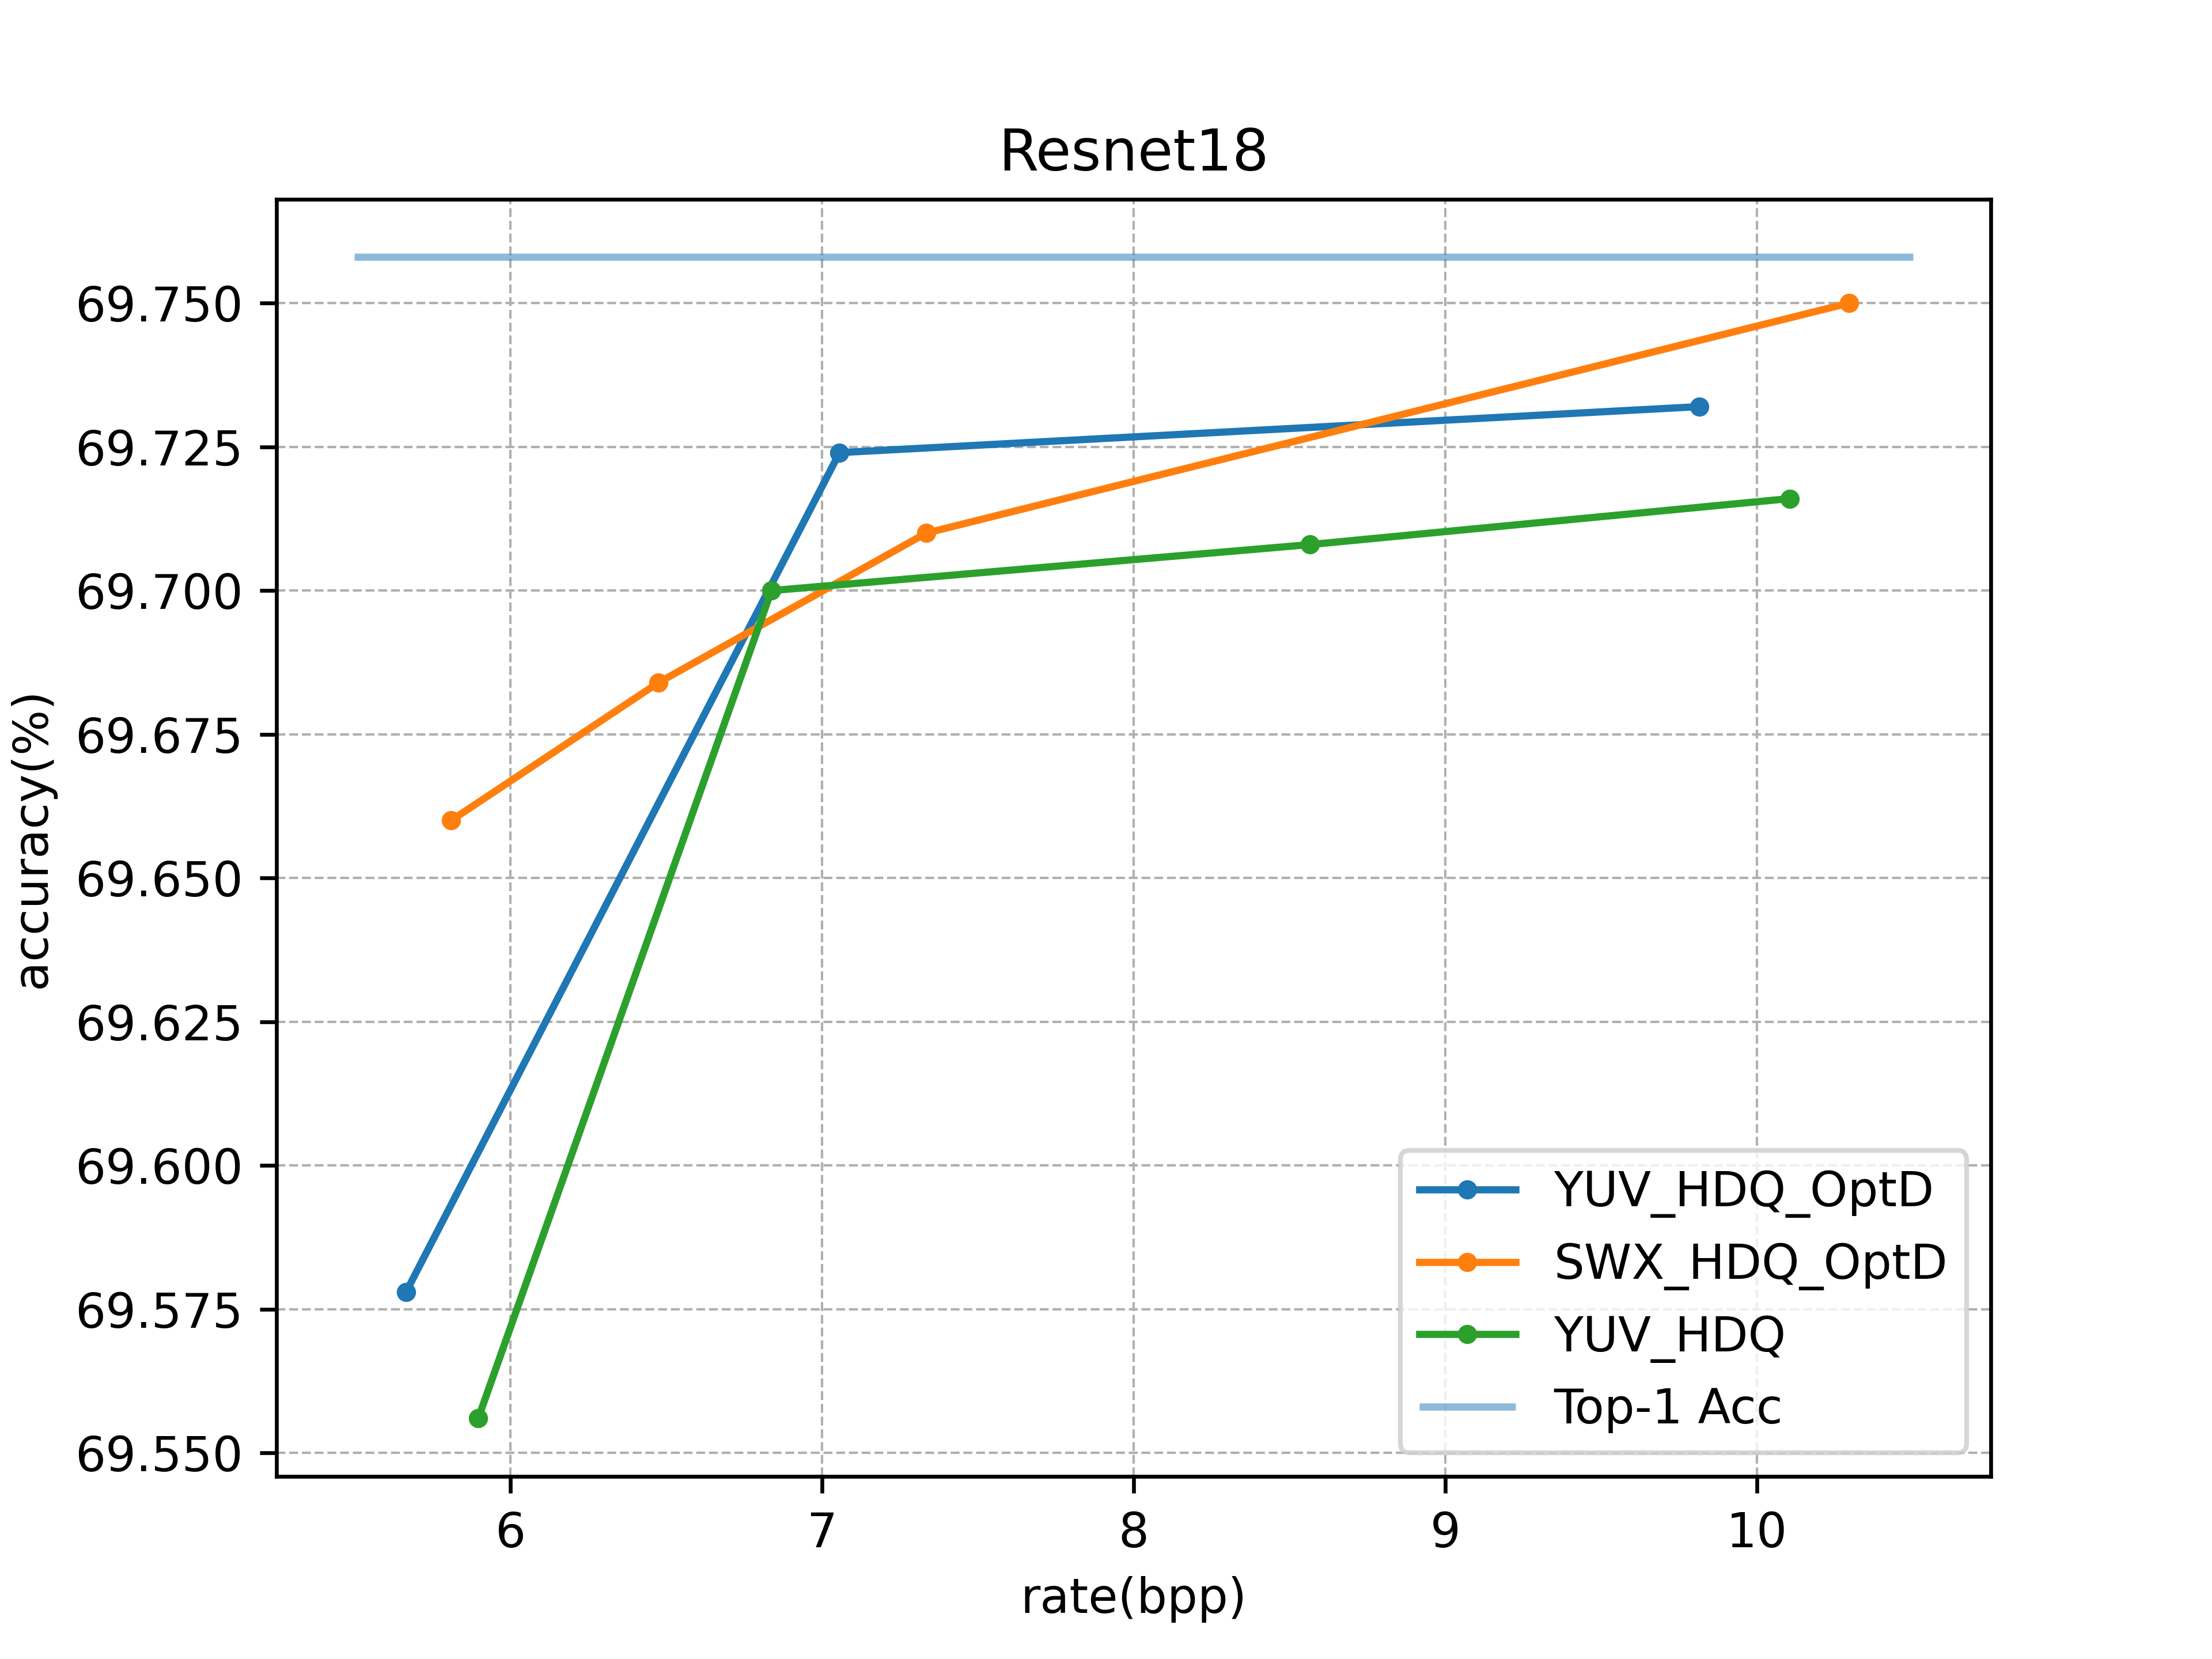 Resnet18
accuracy(%)
69.750
69.725
69.700
69.675
69.650
69.625
69.600
69.575
69.550
6 7 8 9 10
rate(bpp)
YUV_HDQ_OptD
SWX_HDQ_OptD
YUV_HDQ
Top-1 Acc